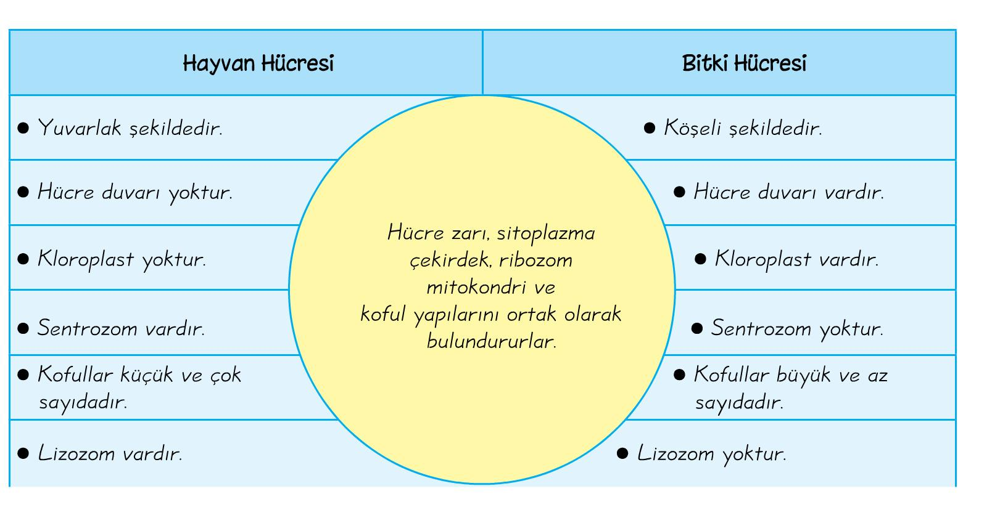 Hayvan Hücresi
Bitki Hücresi
● Yuvarlak şekildedir.
● Hücre duvarı yoktur.
● Kloroplast yoktur.
● Sentrozom vardır.
● Kofullar küçük ve çok
sayıdadır.
● Lizozom vardır.
Hücre zarı, sitoplazma
çekirdek, ribozom
mitokondri ve
koful yapılarını ortak olarak
bulundururlar.
● Köşeli şekildedir.
● Hücre duvarı vardır.
● Kloroplast vardır.
● Sentrozom yoktur.
● Kofullar büyük ve az
sayıdadır.
● Lizozom yoktur.